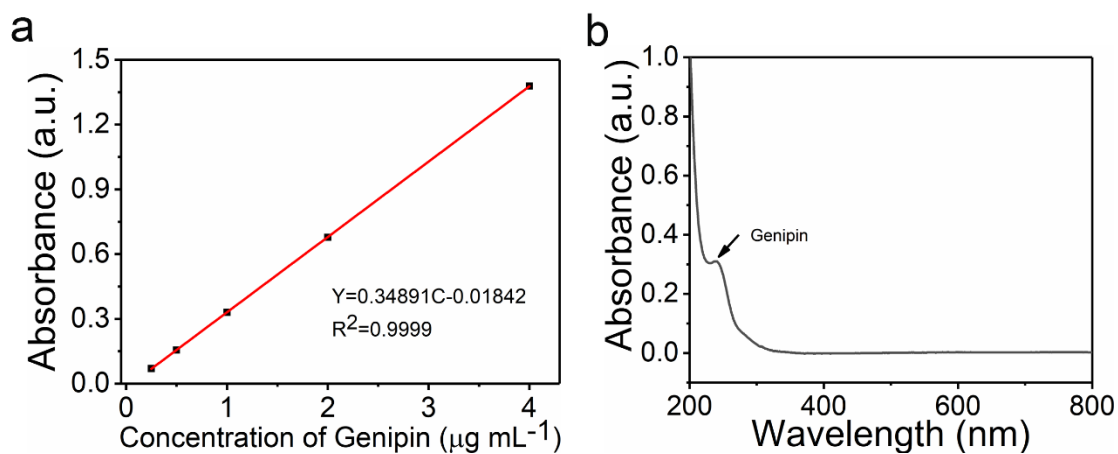 a
Absorbance (a.u.)
1.5
1.2
0.9
0.6
0.3
0.0
Y=0.34891C-0.01842
R²=0.9999
0 1 2 3 4
Concentration of Genipin (μg mL⁻¹)
b
Absorbance (a.u.)
1.0
0.8
0.6
0.4
0.2
0.0
Genipin
200 400 600 800
Wavelength (nm)